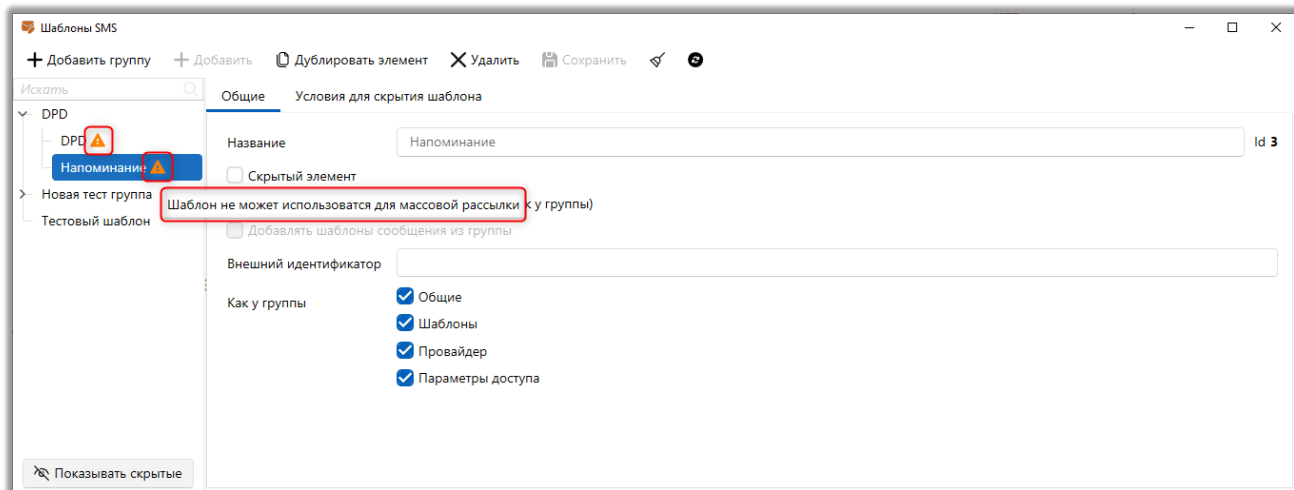 Шаблоны SMS
Добавить группу Добавить Дублировать элемент Удалить Сохранить
Искать
Общие Условия для скрытия шаблона
DPD
DPD
Название Напоминание Id 3
Напоминание
Скрытый элемент
Новая тест группа
Шаблон не может использоватся для массовой рассылки к у группы)
Тестовый шаблон
Добавлять шаблоны сообщения из группы
Внешний идентификатор
Как у группы
Общие
Шаблоны
Провайдер
Параметры доступа
Показывать скрытые